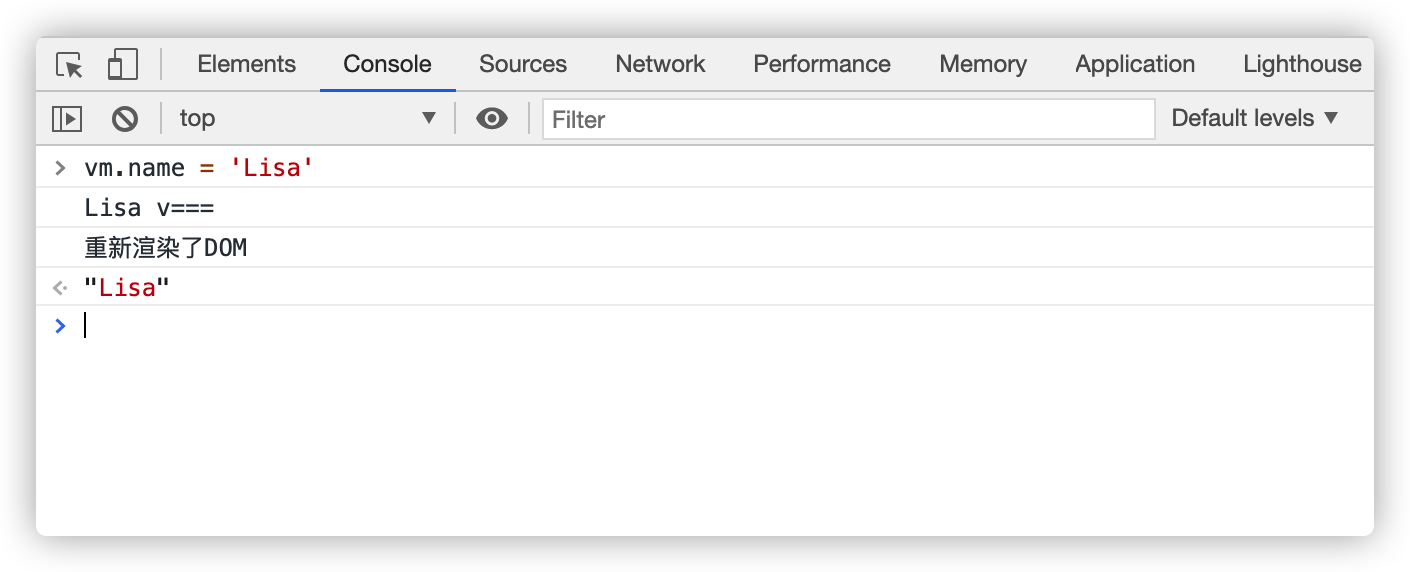 Elements Console Sources Network Performance Memory Application Lighthouse
top ▼ Filter Default levels ▼
> vm.name = 'Lisa'
Lisa v===
重新渲染了DOM
"Lisa"
>